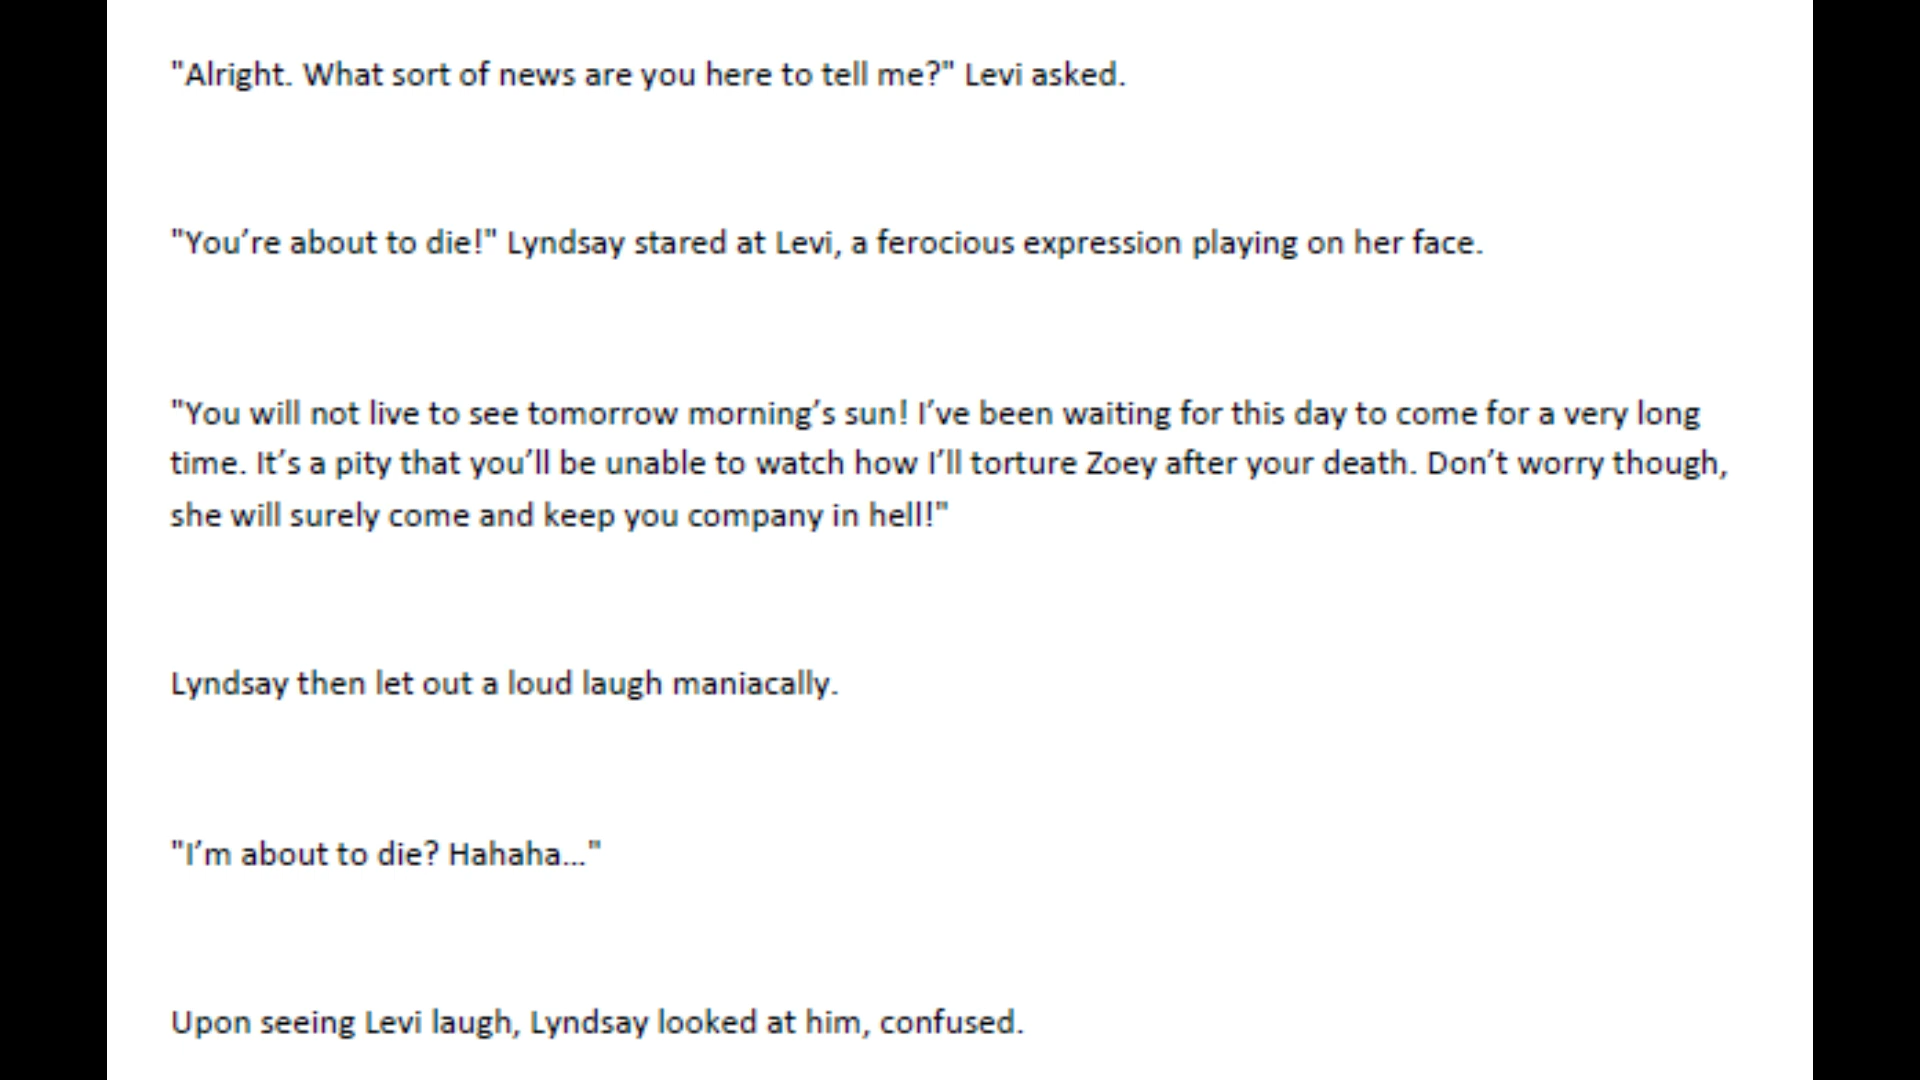 "Alright. What sort of news are you here to tell me?" Levi asked.
"You’re about to die!" Lyndsay stared at Levi, a ferocious expression playing on her face.
"You will not live to see tomorrow morning’s sun! I’ve been waiting for this day to come for a very long
time. It’s a pity that you’ll be unable to watch how I’ll torture Zoey after your death. Don’t worry though,
she will surely come and keep you company in hell!"
Lyndsay then let out a loud laugh maniacally.
"I’m about to die? Hahaha..."
Upon seeing Levi laugh, Lyndsay looked at him, confused.